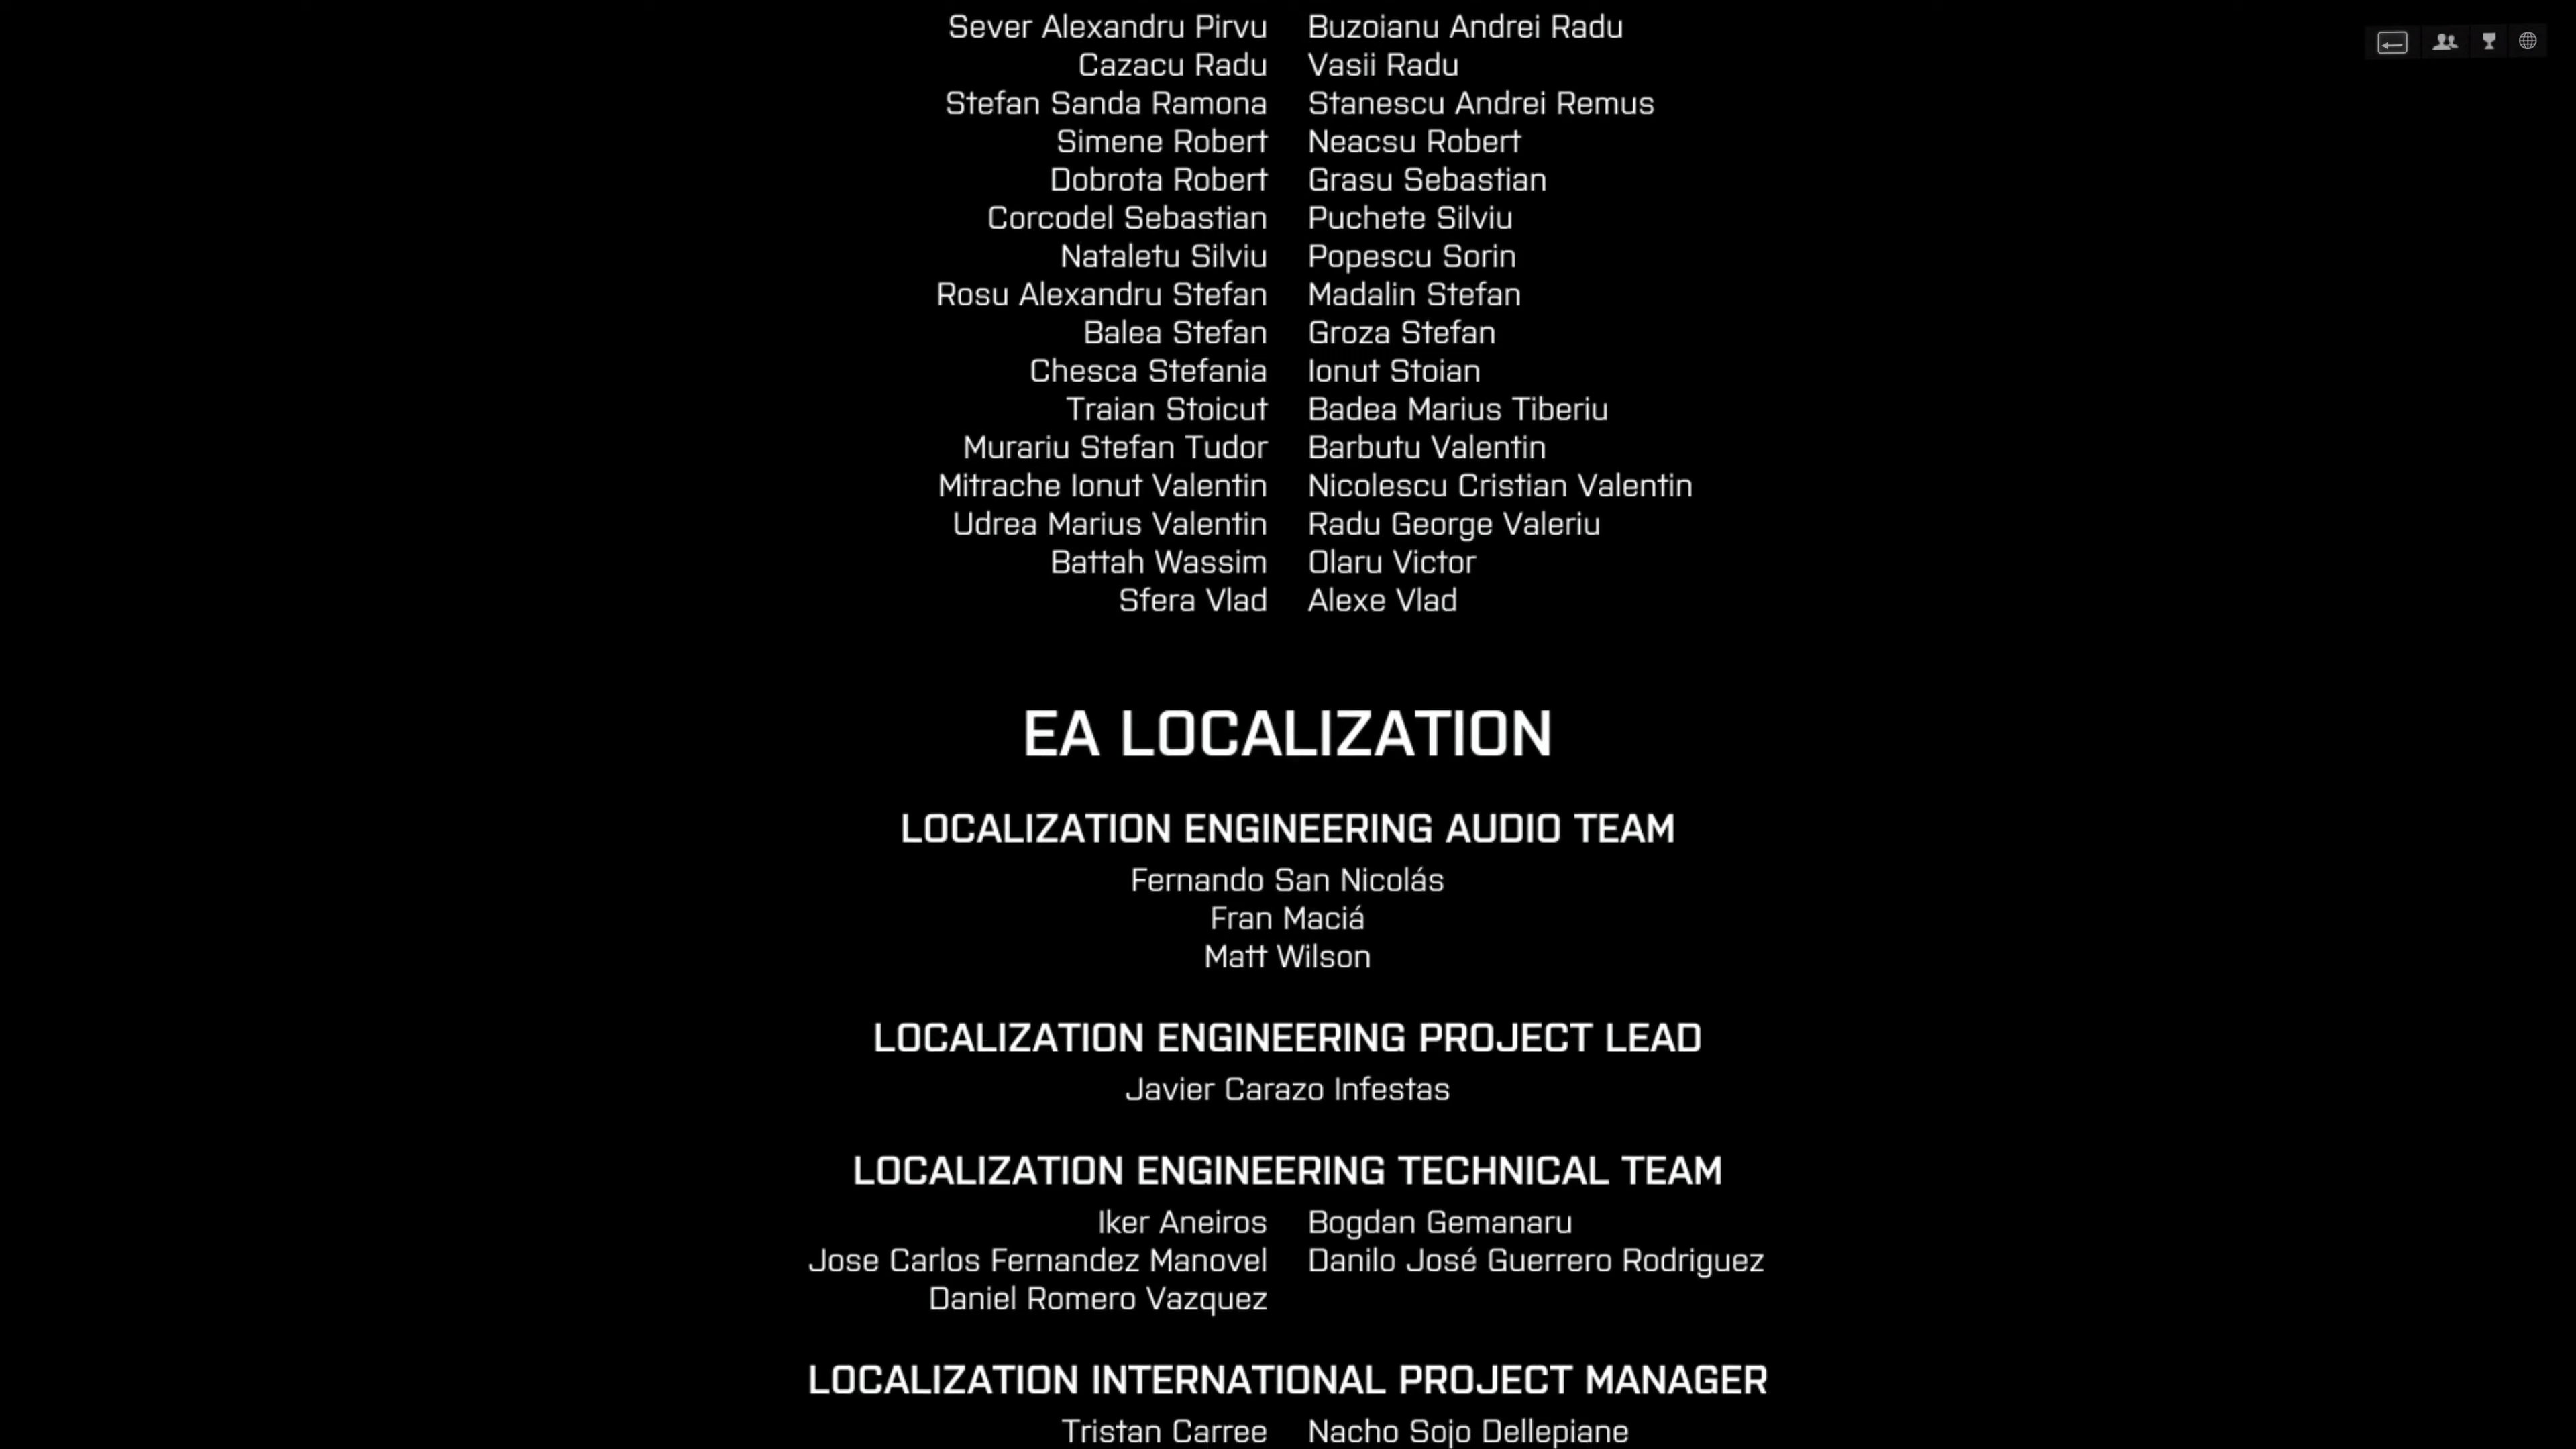 Sever Alexandru Pirvu Buzoianu Andrei Radu
Cazacu Radu Vasii Radu
Stefan Sanda Ramona Stanescu Andrei Remus
Simene Robert Neacsu Robert
Dobrota Robert Grasu Sebastian
Corcodel Sebastian Puchete Silviu
Nataletu Silviu Popescu Sorin
Rosu Alexandru Stefan Madalin Stefan
Balea Stefan Groza Stefan
Chesca Stefania Ionut Stoian
Traian Stoicut Badea Marius Tiberiu
Murariu Stefan Tudor Barbutu Valentin
Mitrache Ionut Valentin Nicolescu Cristian Valentin
Udrea Marius Valentin Radu George Valeriu
Battah Wassim Olaru Victor
Sfera Vlad Alexe Vlad
EA LOCALIZATION
LOCALIZATION ENGINEERING AUDIO TEAM
Fernando San Nicolás
Fran Maciá
Matt Wilson
LOCALIZATION ENGINEERING PROJECT LEAD
Javier Carazo Infestas
LOCALIZATION ENGINEERING TECHNICAL TEAM
Iker Aneiros Bogdan Gemanaru
Jose Carlos Fernandez Manovel Danilo José Guerrero Rodriguez
Daniel Romero Vazquez
LOCALIZATION INTERNATIONAL PROJECT MANAGER
Tristan Carree Nacho Sojo Dellepiane